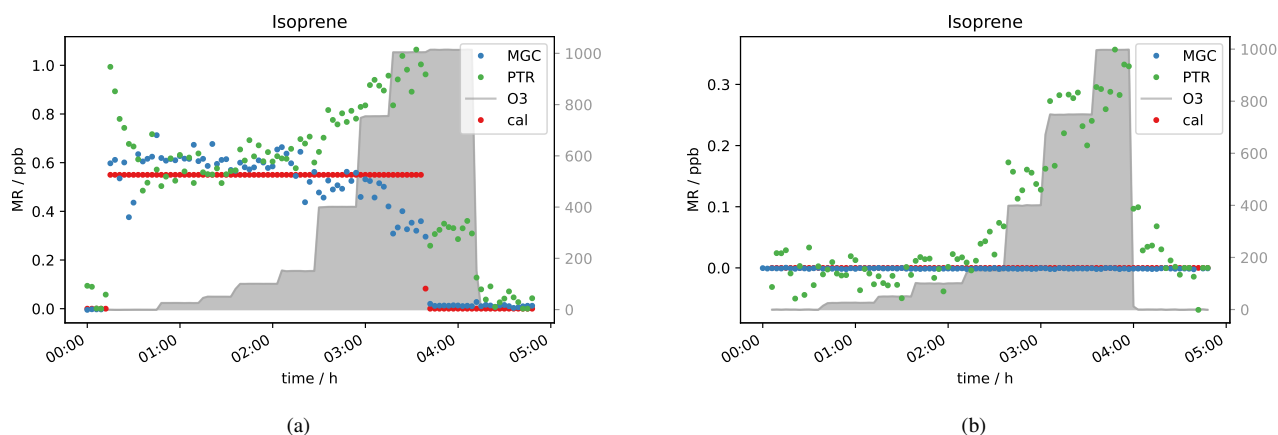 Isoprene
MR / ppb
1.0
0.8
0.6
0.4
0.2
0.0
1000
800
600
400
200
0
MGC
PTR
O3
cal
00:00
01:00
02:00
03:00
04:00
05:00
time / h
(a)
Isoprene
MR / ppb
0.3
0.2
0.1
0.0
1000
800
600
400
200
0
MGC
PTR
O3
cal
00:00
01:00
02:00
03:00
04:00
05:00
time / h
(b)